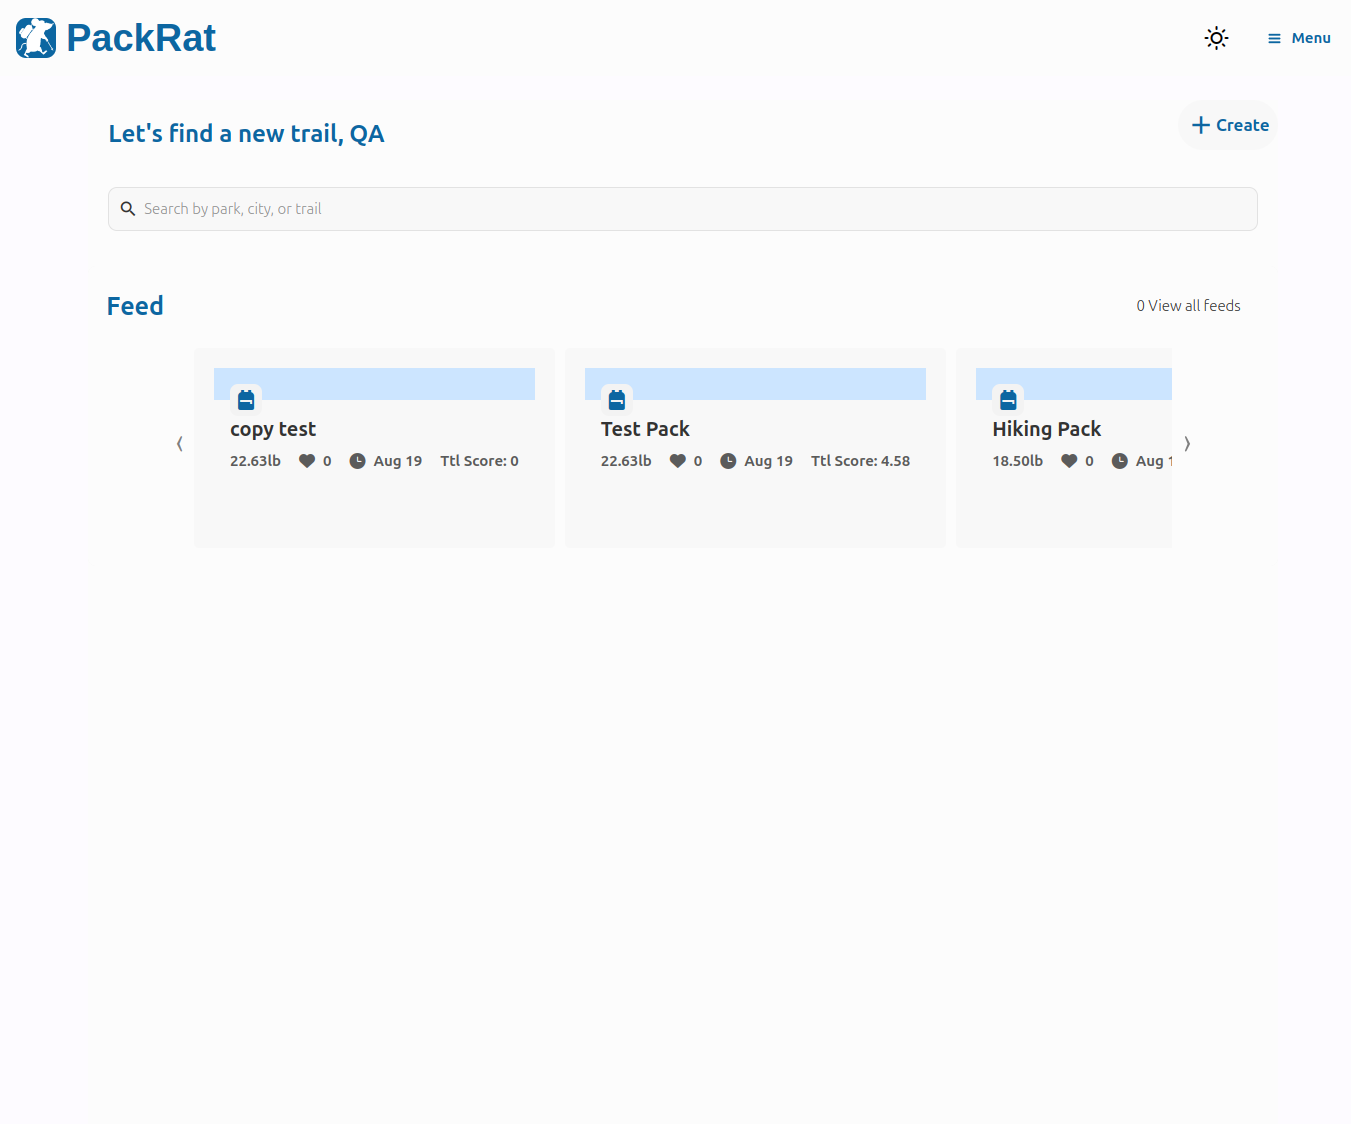 PackRat
Menu
Let's find a new trail, QA
Create
Search by park, city, or trail
Feed
0 View all feeds
copy test
22.63lb 0 Aug 19 Ttl Score: 0
Test Pack
22.63lb 0 Aug 19 Ttl Score: 4.58
Hiking Pack
18.50lb 0 Aug